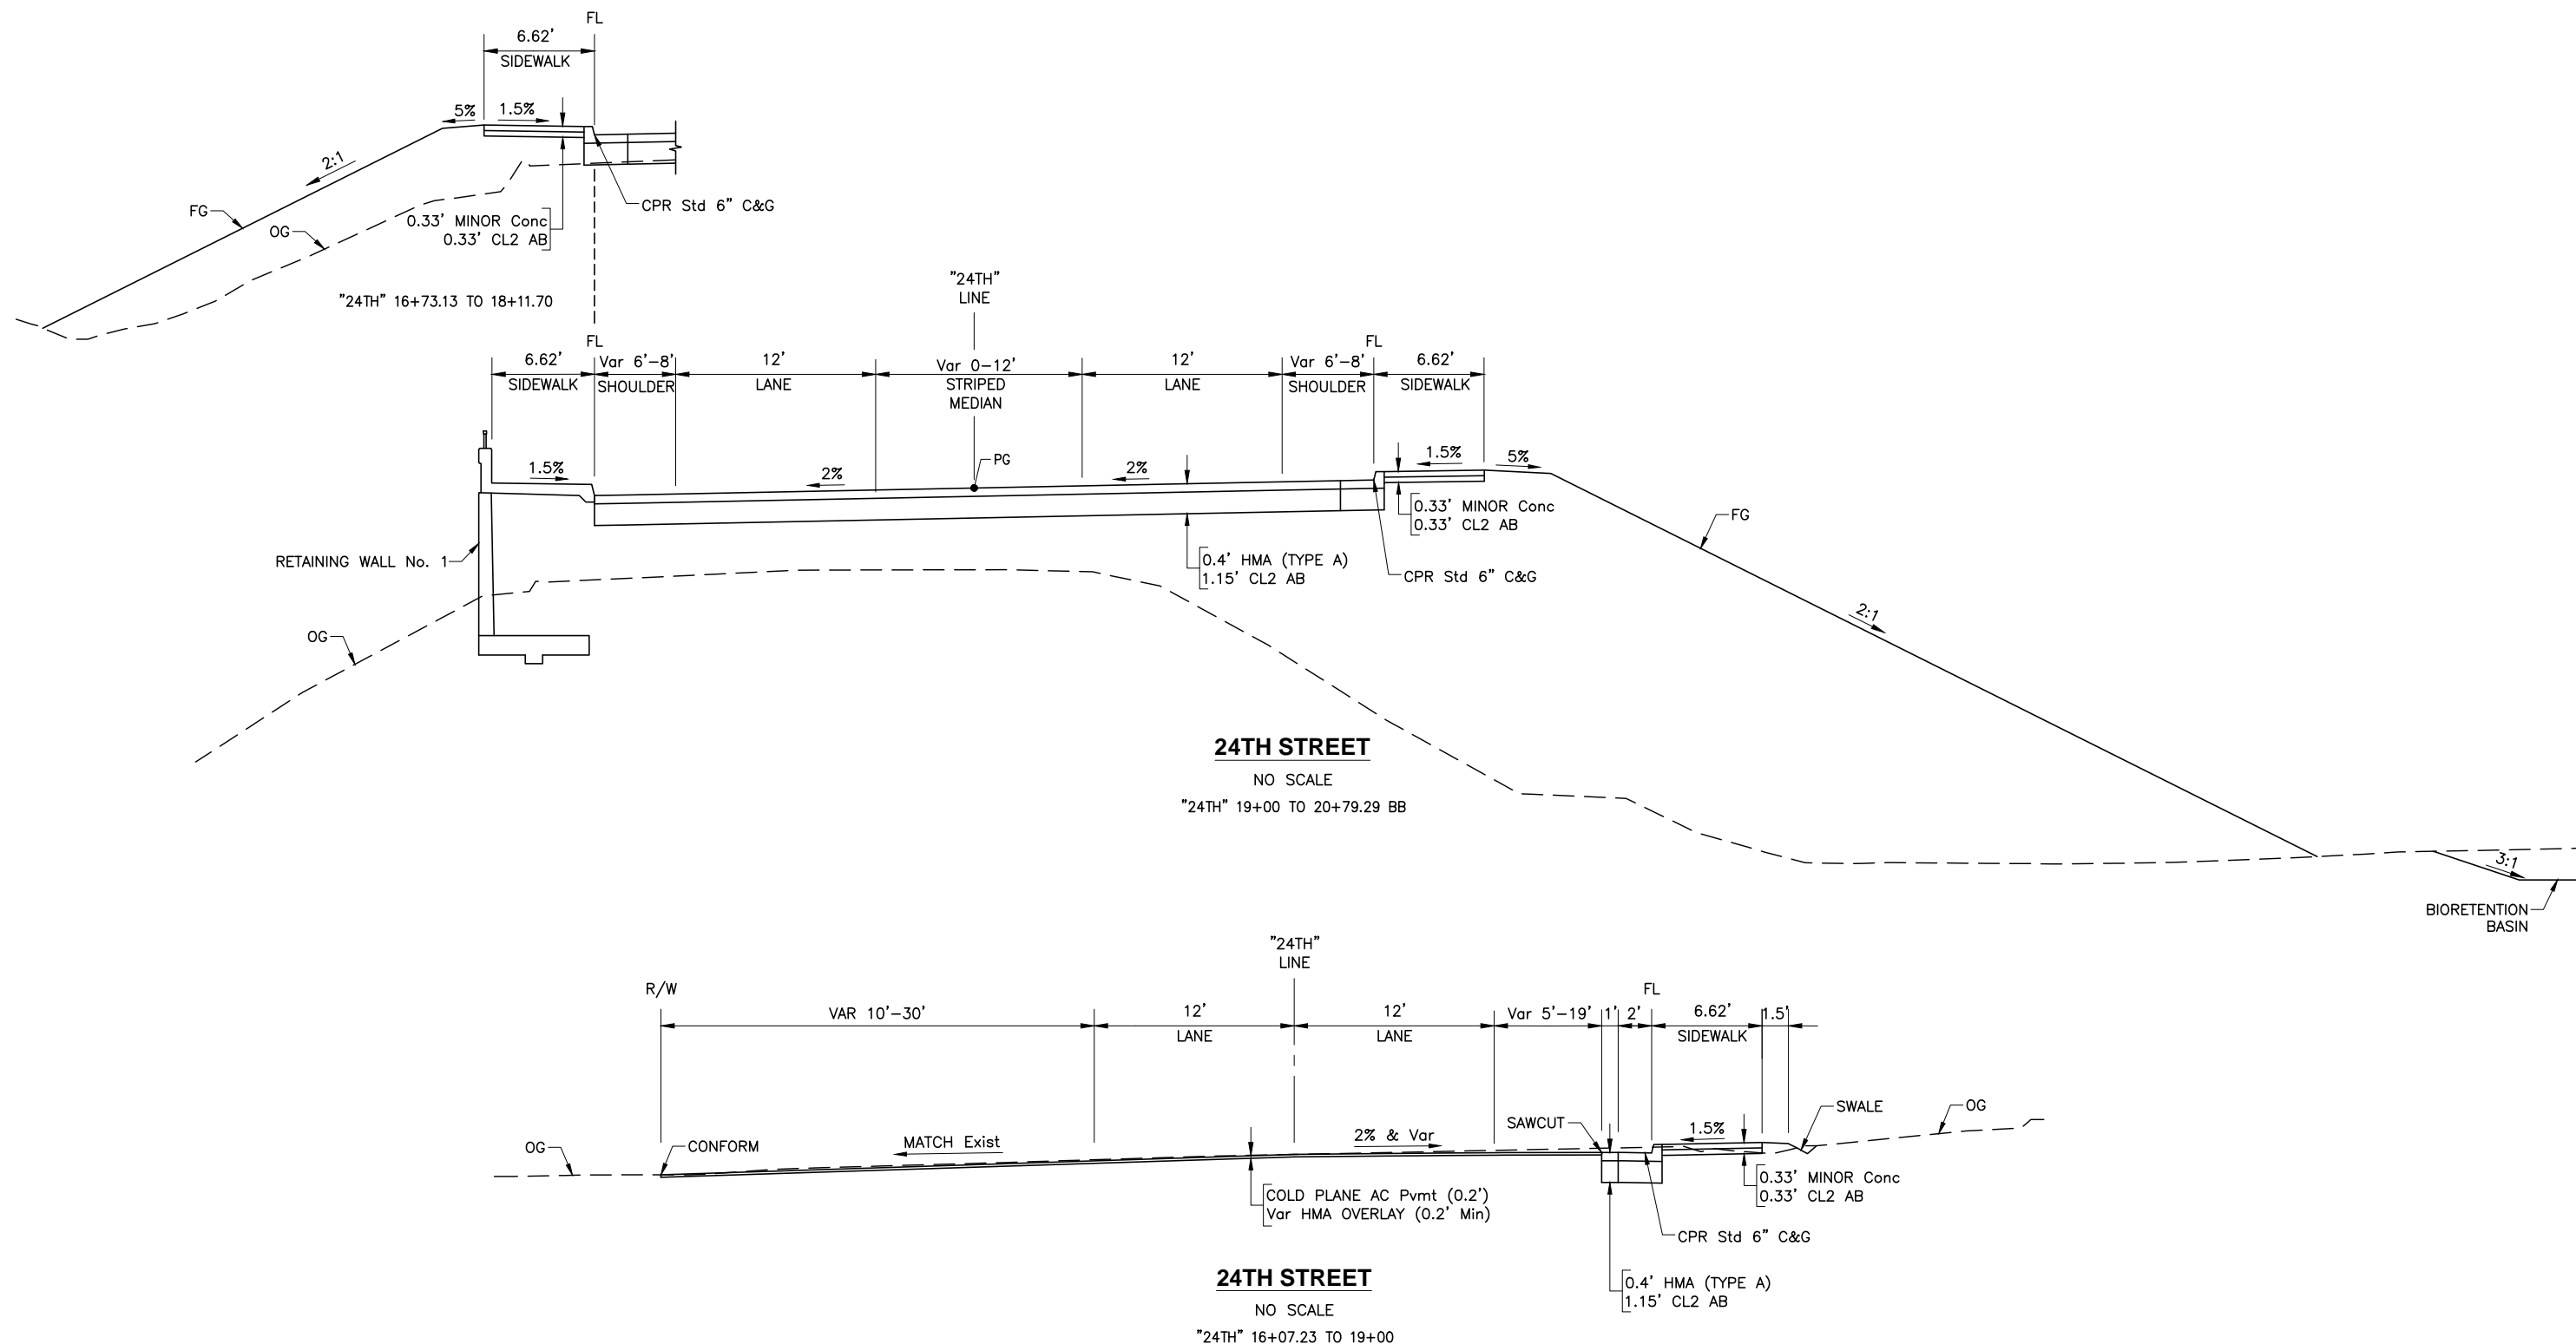 FL
6.62'
SIDEWALK
5%
1.5%
2:1
FG
OG
CPR Std 6" C&G
0.33' MINOR Conc
0.33' CL2 AB
"24TH" 16+73.13 TO 18+11.70
"24TH"
LINE
FL
FL
6.62'
SIDEWALK
Var 6'-8'
SHOULDER
12'
LANE
Var 0-12'
STRIPED
MEDIAN
12'
LANE
Var 6'-8'
SHOULDER
6.62'
SIDEWALK
1.5%
2%
PG
2%
1.5%
5%
0.33' MINOR Conc
0.33' CL2 AB
FG
RETAINING WALL No. 1
0.4' HMA (TYPE A)
1.15' CL2 AB
CPR Std 6" C&G
2:1
OG
24TH STREET
NO SCALE
"24TH" 19+00 TO 20+79.29 BB
3:1
BIORETENTION
BASIN
"24TH"
LINE
R/W
FL
VAR 10'-30'
12'
LANE
12'
LANE
Var 5'-19'
1'
2'
6.62'
SIDEWALK
1.5'
OG
CONFORM
MATCH Exist
2% & Var
SAWCUT
1.5%
SWALE
OG
COLD PLANE AC Pvmt (0.2')
Var HMA OVERLAY (0.2' Min)
0.33' MINOR Conc
0.33' CL2 AB
CPR Std 6" C&G
0.4' HMA (TYPE A)
1.15' CL2 AB
24TH STREET
NO SCALE
"24TH" 16+07.23 TO 19+00